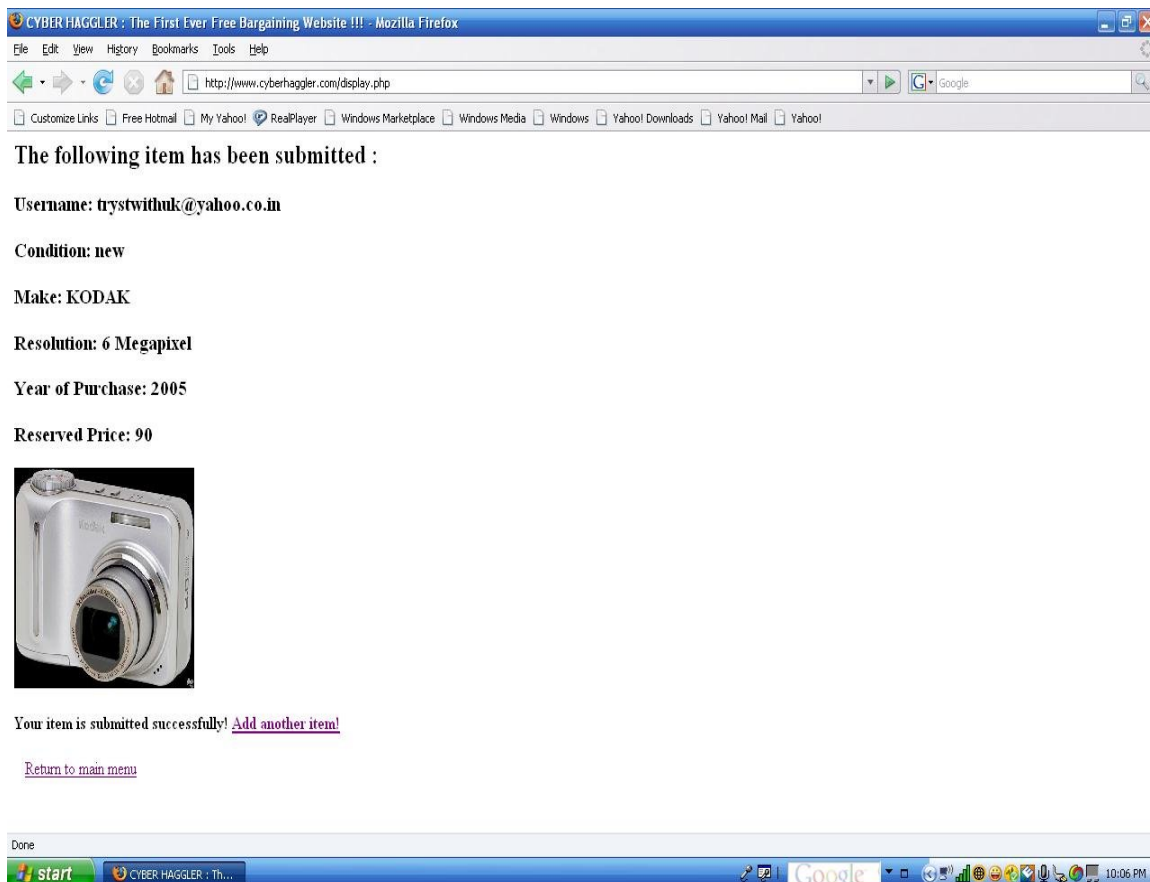 CYBER HAGGLER : The First Ever Free Bargaining Website !!! - Mozilla Firefox
File Edit View History Bookmarks Tools Help
http://www.cyberhaggler.com/display.php
G Google
Customize Links Free Hotmail My Yahoo! RealPlayer Windows Marketplace Windows Media Windows Yahoo! Downloads Yahoo! Mail Yahoo!
The following item has been submitted :
Username: trystwithuk@yahoo.co.in
Condition: new
Make: KODAK
Resolution: 6 Megapixel
Year of Purchase: 2005
Reserved Price: 90
Kodak
Your item is submitted successfully! Add another item!
Return to main menu
Done
start CYBER HAGGLER : Th... Google 10:06 PM